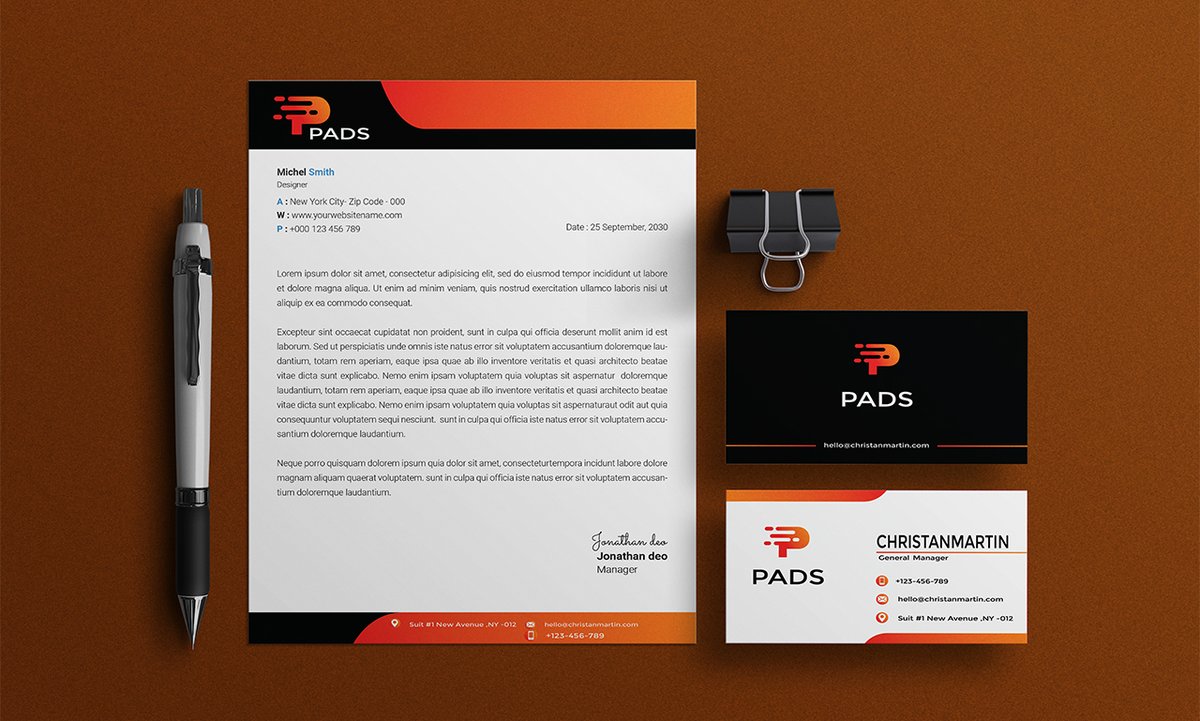 PADS
Michel Smith
Designer
A : New York City- Zip Code - 000
W : www.yourwebsitename.com
P : +000 123 456 789
Date : 25 September, 2030
Lorem ipsum dolor sit amet, consectetur adipisicing elit, sed do eiusmod tempor incididunt ut labore
et dolore magna aliqua. Ut enim ad minim veniam, quis nostrud exercitation ullamco laboris nisi ut
aliquip ex ea commodo consequat.
Excepteur sint occaecat cupidatat non proident, sunt in culpa qui officia deserunt mollit anim id est
laborum. Sed ut perspiciatis unde omnis iste natus error sit voluptatem accusantium doloremque lau-
dantium, totam rem aperiam, eaque ipsa quae ab illo inventore veritatis et quasi architecto beatae
vitae dicta sunt explicabo. Nemo enim ipsam voluptatem quia voluptas sit aspernatur doloremque
laudantium, totam rem aperiam, eaque ipsa quae ab illo inventore veritatis et quasi architecto beatae
vitae dicta sunt explicabo. Nemo enim ipsam voluptatem quia voluptas sit aspernaturaut odit aut quia
consequuntur voluptatem sequi nesciunt. sunt in culpa qui officia iste natus error sit voluptatem accu-
santium doloremque laudantium.
Neque porro quisquam dolorem ipsum quia dolor sit amet, consecteturtempora incidunt labore dolore
magnam aliquam quaerat voluptatem. sunt in culpa qui officia iste natus error sit voluptatem accusan-
tium doloremque laudantium.
Jonathan deo
Jonathan deo
Manager
Suit #1 New Avenue ,NY -012
hello@christanmartin.com
+123-456-789
PADS
hello@christanmartin.com
PADS
CHRISTANMARTIN
General Manager
+123-456-789
hello@christanmartin.com
Suit #1 New Avenue ,NY -012